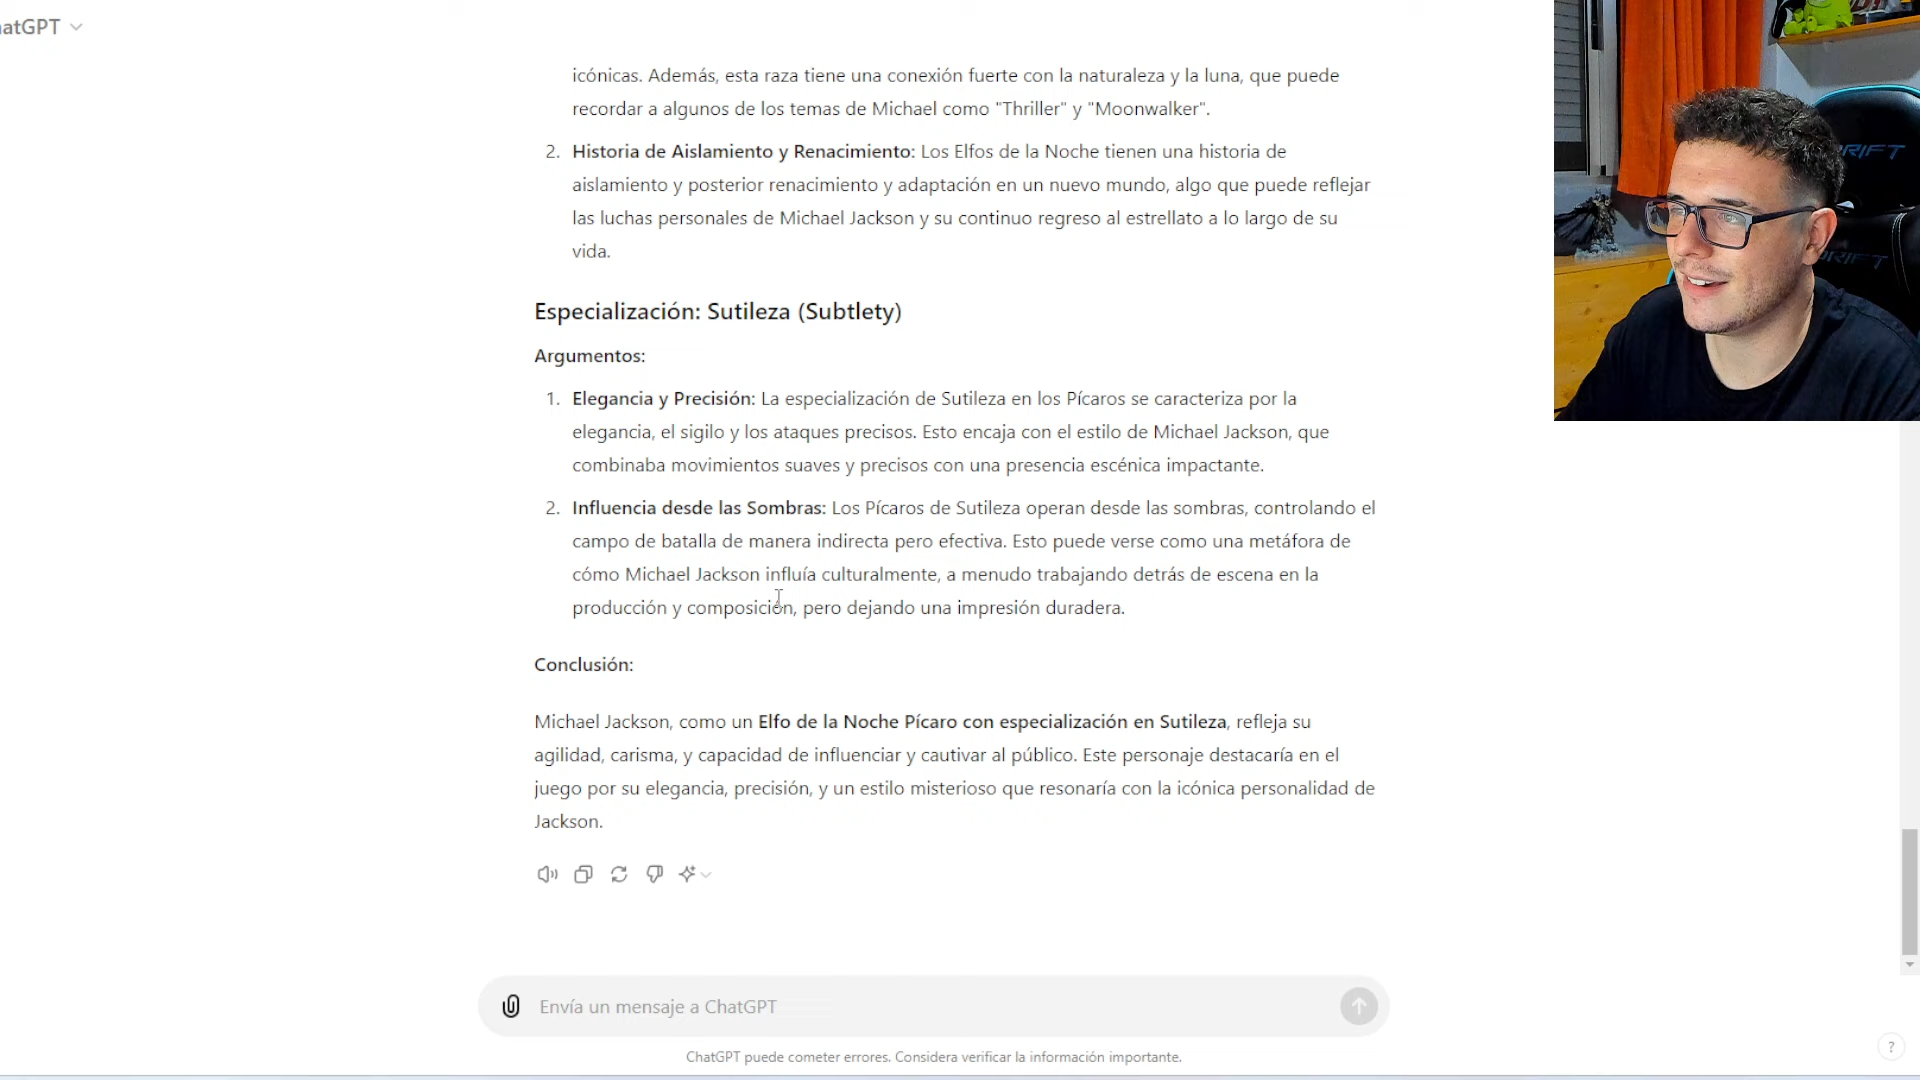 atGPT
icónicas. Además, esta raza tiene una conexión fuerte con la naturaleza y la luna, que puede
recordar a algunos de los temas de Michael como "Thriller" y "Moonwalker".
2. Historia de Aislamiento y Renacimiento: Los Elfos de la Noche tienen una historia de
aislamiento y posterior renacimiento y adaptación en un nuevo mundo, algo que puede reflejar
las luchas personales de Michael Jackson y su continuo regreso al estrellato a lo largo de su
vida.
Especialización: Sutileza (Subtlety)
Argumentos:
1. Elegancia y Precisión: La especialización de Sutileza en los Pícaros se caracteriza por la
elegancia, el sigilo y los ataques precisos. Esto encaja con el estilo de Michael Jackson, que
combinaba movimientos suaves y precisos con una presencia escénica impactante.
2. Influencia desde las Sombras: Los Pícaros de Sutileza operan desde las sombras, controlando el
campo de batalla de manera indirecta pero efectiva. Esto puede verse como una metáfora de
cómo Michael Jackson influía culturalmente, a menudo trabajando detrás de escena en la
producción y composición, pero dejando una impresión duradera.
Conclusión:
Michael Jackson, como un Elfo de la Noche Pícaro con especialización en Sutileza, refleja su
agilidad, carisma, y capacidad de influenciar y cautivar al público. Este personaje destacaría en el
juego por su elegancia, precisión, y un estilo misterioso que resonaría con la icónica personalidad de
Jackson.
Envía un mensaje a ChatGPT
ChatGPT puede cometer errores. Considera verificar la información importante.
?
RIFT
DRIFT